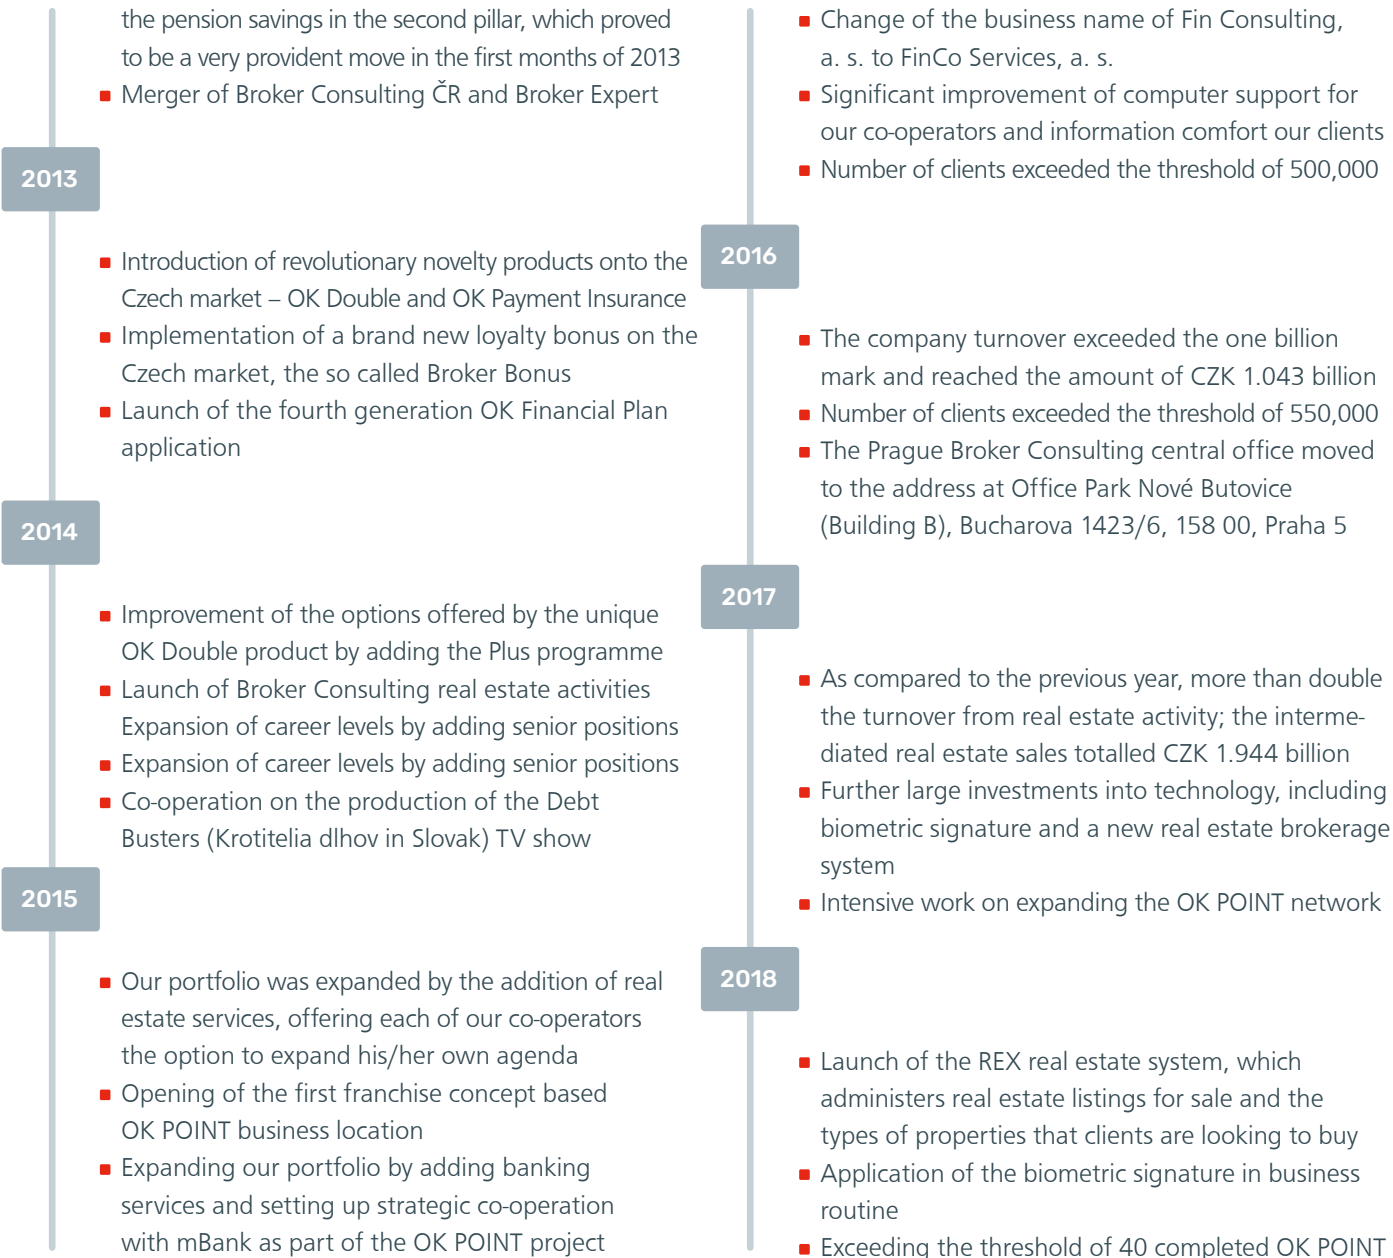 the pension savings in the second pillar, which proved
to be a very provident move in the first months of 2013
Merger of Broker Consulting ČR and Broker Expert
2013
Introduction of revolutionary novelty products onto the
Czech market – OK Double and OK Payment Insurance
Implementation of a brand new loyalty bonus on the
Czech market, the so called Broker Bonus
Launch of the fourth generation OK Financial Plan
application
2014
Improvement of the options offered by the unique
OK Double product by adding the Plus programme
Launch of Broker Consulting real estate activities
Expansion of career levels by adding senior positions
Expansion of career levels by adding senior positions
Co-operation on the production of the Debt
Busters (Krotitelia dlhov in Slovak) TV show
2015
Our portfolio was expanded by the addition of real
estate services, offering each of our co-operators
the option to expand his/her own agenda
Opening of the first franchise concept based
OK POINT business location
Expanding our portfolio by adding banking
services and setting up strategic co-operation
with mBank as part of the OK POINT project
Change of the business name of Fin Consulting,
a. s. to FinCo Services, a. s.
Significant improvement of computer support for
our co-operators and information comfort our clients
Number of clients exceeded the threshold of 500,000
2016
The company turnover exceeded the one billion
mark and reached the amount of CZK 1.043 billion
Number of clients exceeded the threshold of 550,000
The Prague Broker Consulting central office moved
to the address at Office Park Nové Butovice
(Building B), Bucharova 1423/6, 158 00, Praha 5
2017
As compared to the previous year, more than double
the turnover from real estate activity; the interme-
diated real estate sales totalled CZK 1.944 billion
Further large investments into technology, including
biometric signature and a new real estate brokerage
system
Intensive work on expanding the OK POINT network
2018
Launch of the REX real estate system, which
administers real estate listings for sale and the
types of properties that clients are looking to buy
Application of the biometric signature in business
routine
Exceeding the threshold of 40 completed OK POINT